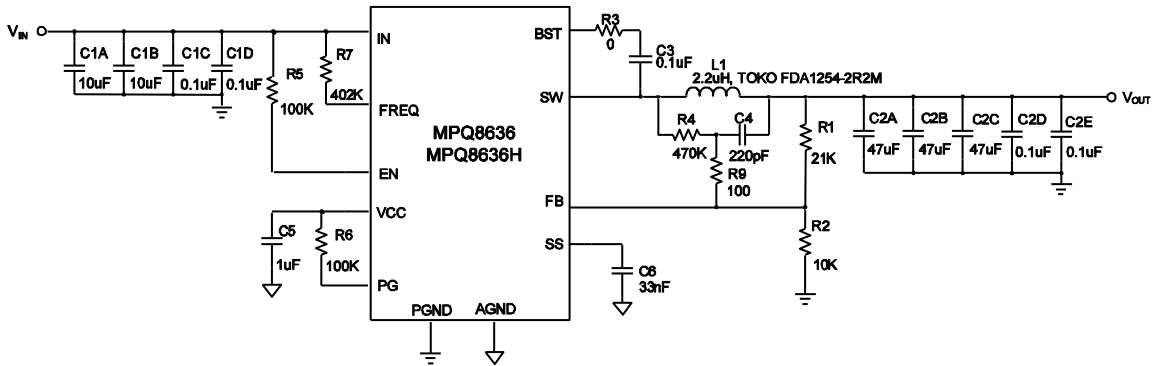 VIN
C1A
10uF
C1B
10uF
C1C
0.1uF
C1D
0.1uF
R5
100K
R7
402K
IN
FREQ
EN
VCC
PG
PGND
AGND
MPQ8636
MPQ8636H
BST
SW
FB
SS
C5
1uF
R6
100K
R3
0
C3
0.1uF
L1
2.2uH, TOKO FDA1254-2R2M
R4
470K
C4
220pF
R9
100
R1
21K
R2
10K
C6
33nF
C2A
47uF
C2B
47uF
C2C
47uF
C2D
0.1uF
C2E
0.1uF
VOUT